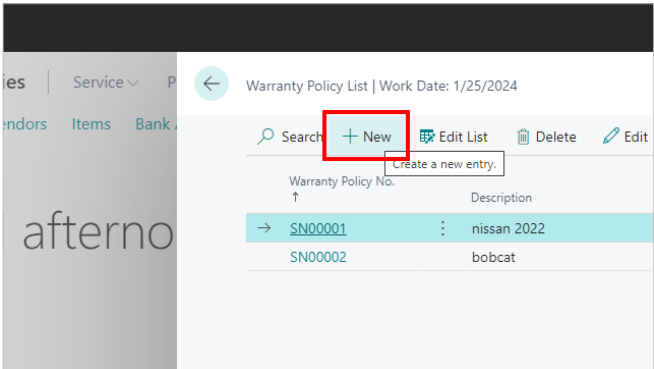 ies | Service P
Warranty Policy List | Work Date: 1/25/2024
endors Items Bank
Search + New Edit List Delete Edit
Create a new entry.
Warranty Policy No. ↑
Description
afterno
→ SN00001 ⋮ nissan 2022
SN00002 bobcat